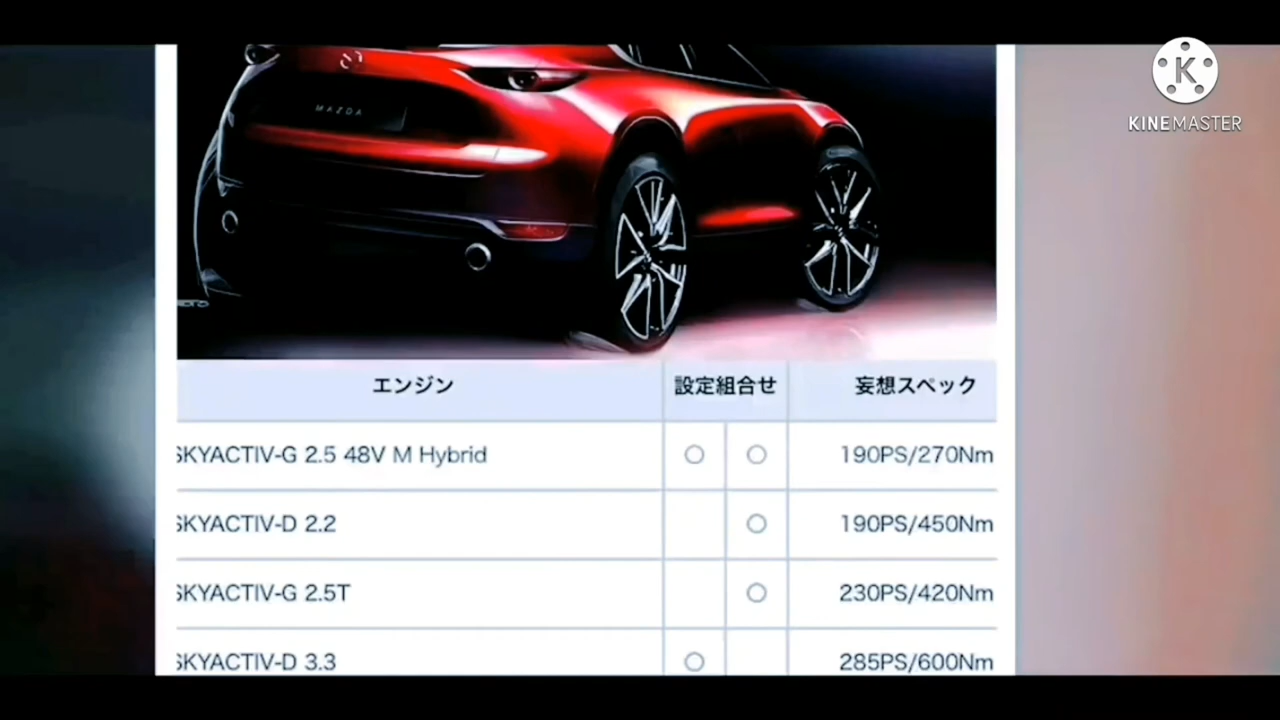 KINEMASTER
MAZDA
エンジン 設定組合せ 妄想スペック
SKYACTIV-G 2.5 48V M Hybrid ○ ○ 190PS/270Nm
SKYACTIV-D 2.2 ○ 190PS/450Nm
SKYACTIV-G 2.5T ○ 230PS/420Nm
SKYACTIV-D 3.3 ○ 285PS/600Nm